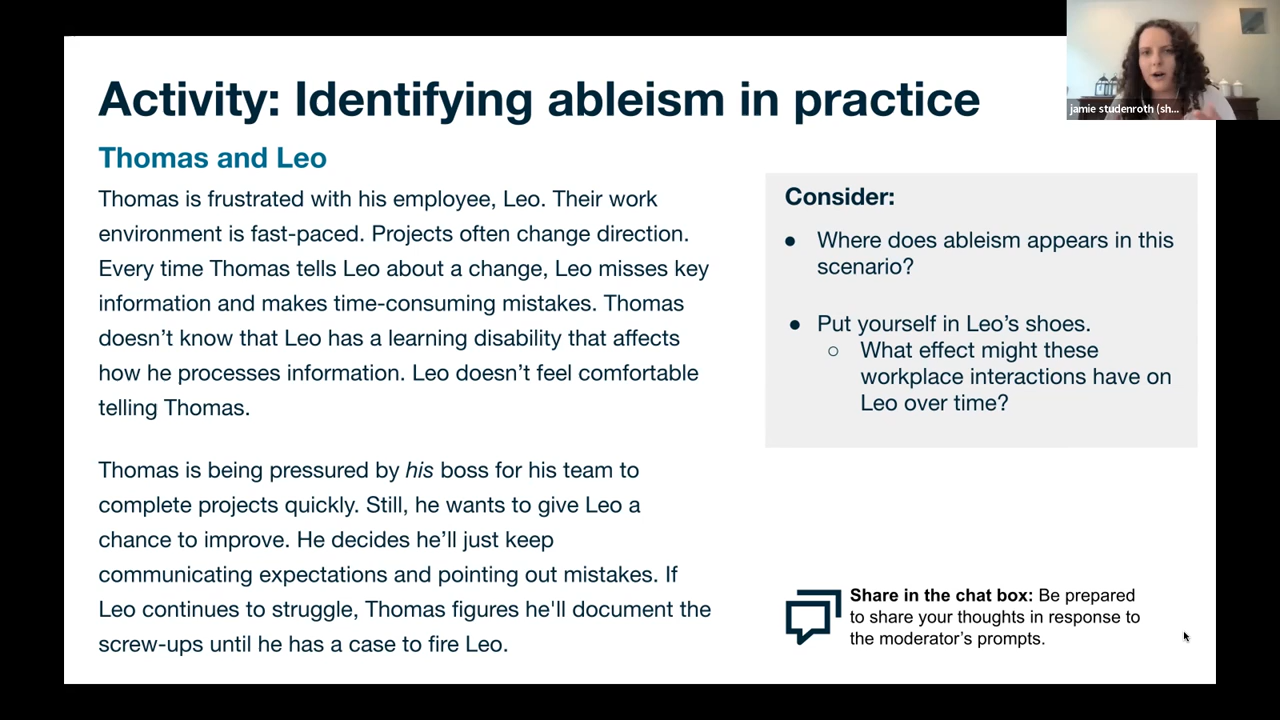 Activity: Identifying ableism in practice
jamie studenroth (sh...
Thomas and Leo
Thomas is frustrated with his employee, Leo. Their work
environment is fast-paced. Projects often change direction.
Every time Thomas tells Leo about a change, Leo misses key
information and makes time-consuming mistakes. Thomas
doesn’t know that Leo has a learning disability that affects
how he processes information. Leo doesn’t feel comfortable
telling Thomas.
Thomas is being pressured by his boss for his team to
complete projects quickly. Still, he wants to give Leo a
chance to improve. He decides he’ll just keep
communicating expectations and pointing out mistakes. If
Leo continues to struggle, Thomas figures he'll document the
screw-ups until he has a case to fire Leo.
Consider:
● Where does ableism appears in this
scenario?
● Put yourself in Leo’s shoes.
○ What effect might these
workplace interactions have on
Leo over time?
Share in the chat box: Be prepared
to share your thoughts in response to
the moderator’s prompts.